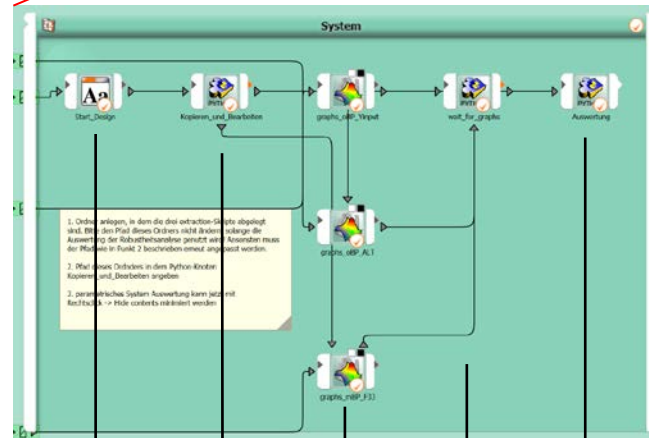 System
Aa
Start_Design
Kopieren_und_Bearbeiten
graphs_oBP_Yinput
wait_for_graphs
Auswertung
1. Ordner anlegen, in dem die drei extraction-Skripte abgelegt
sind. Bitte den Pfad dieses Ordners nicht ändern, solange die
Auswertung der Robustheitsanalyse genutzt wird. Ansonsten muss
der Pfad wie in Punkt 2 beschrieben erneut angepasst werden.
2. Pfad dieses Ordners in dem Python-Knoten
Kopieren_und_Bearbeiten angeben
3. parametrisches System Auswertung kann jetzt mit
Rechtsclick -> Hide contents minimiert werden
graphs_oBP_ALT